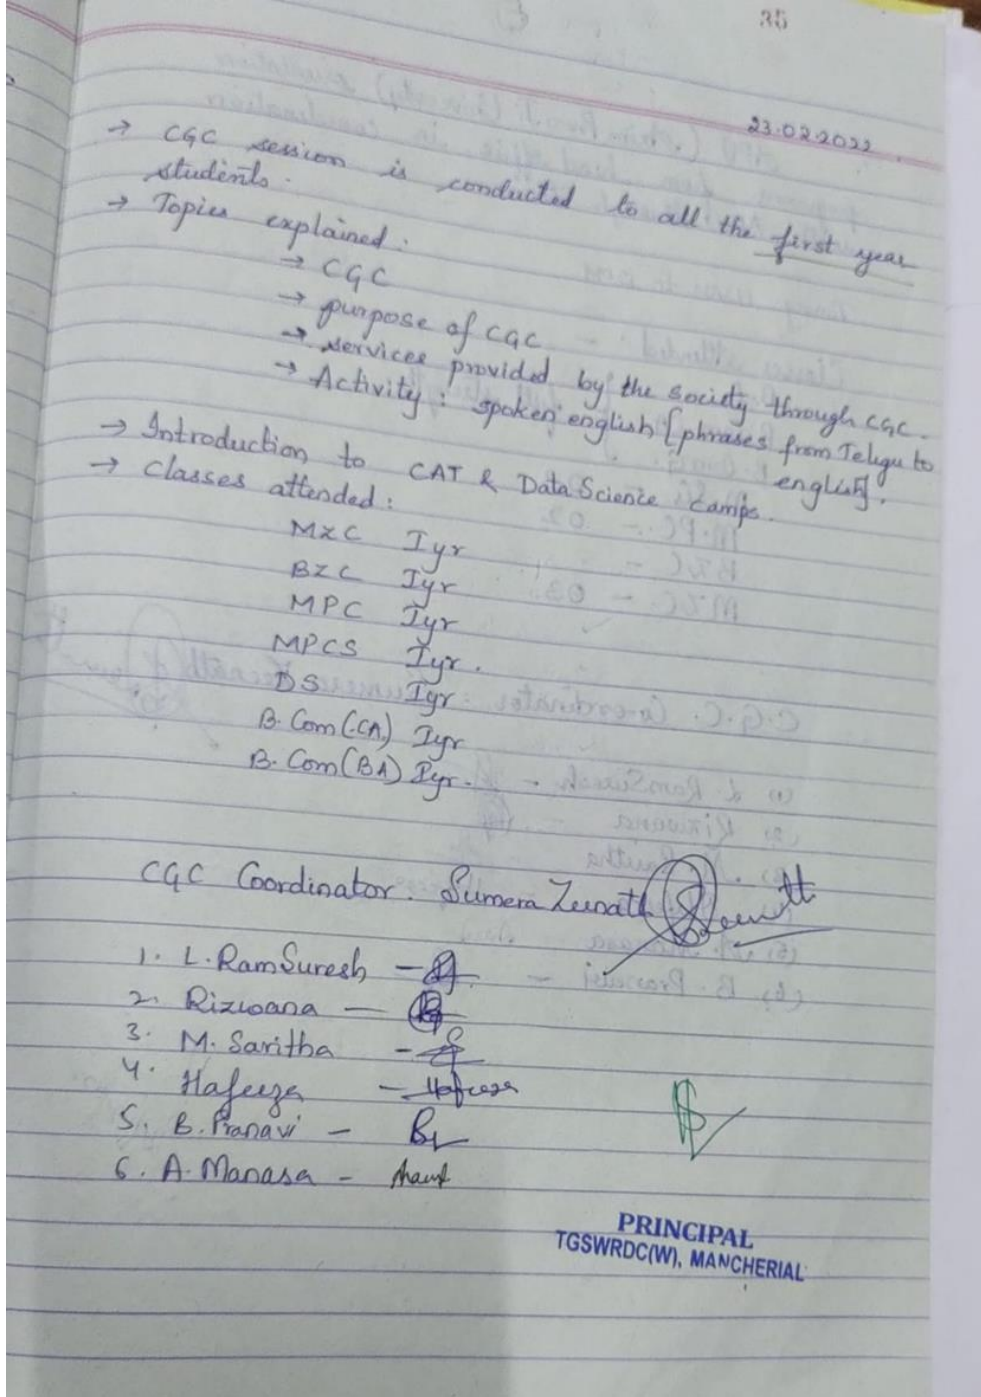 35
23.02.2022.
→ CGC session is conducted to all the first year
students.
→ Topics explained:
→ CGC
→ purpose of CGC
→ services provided by the society through CGC.
→ Activity: spoken english [phrases from Telugu to
english].
→ Introduction to CAT & Data Science camps.
→ Classes attended:
MZC Iyr
BZC Iyr
MPC Iyr
MPCS Iyr.
DS Iyr
B.Com(CA) Iyr
B.Com(BA) Iyr.
CGC Coordinator. Sumera Zeenath
1. L.RamSuresh -
2. Rizwana -
3. M. Saritha -
4. Hafeeza - Hafeeza
5. B.Pranavi -
6. A.Manasa -
PRINCIPAL
TGSWRDC(W), MANCHERIAL